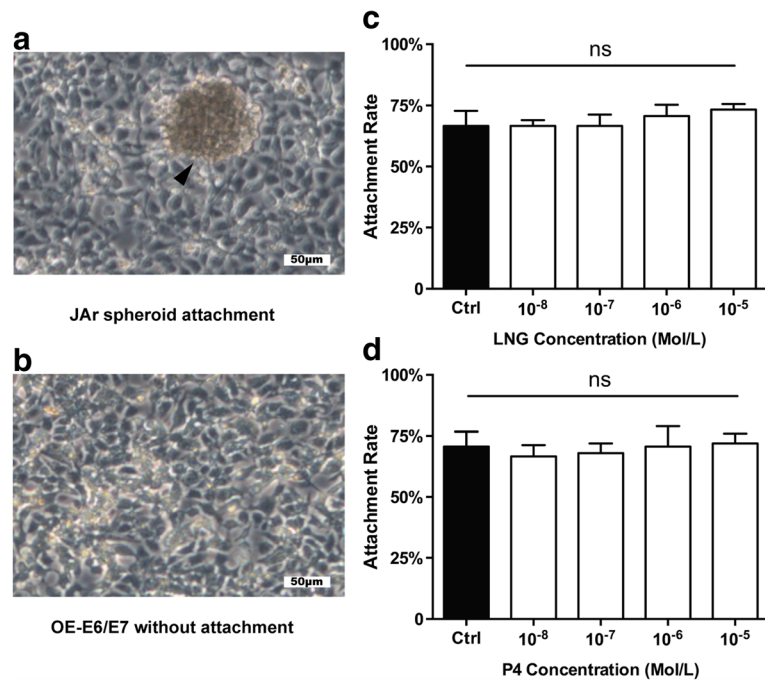 a
50μm
JAr spheroid attachment
b
50μm
OE-E6/E7 without attachment
c
100%
75%
50%
25%
0
Attachment Rate
ns
Ctrl 10-8 10-7 10-6 10-5
LNG Concentration (Mol/L)
d
100%
75%
50%
25%
0
Attachment Rate
ns
Ctrl 10-8 10-7 10-6 10-5
P4 Concentration (Mol/L)